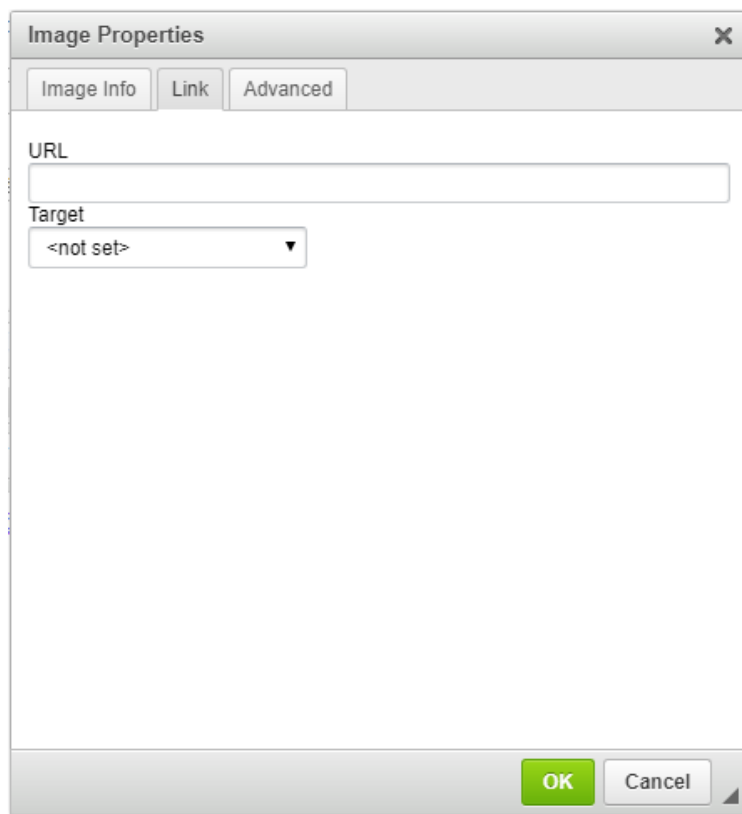 Image Properties
Image Info Link Advanced
URL
Target
<not set>
OK Cancel